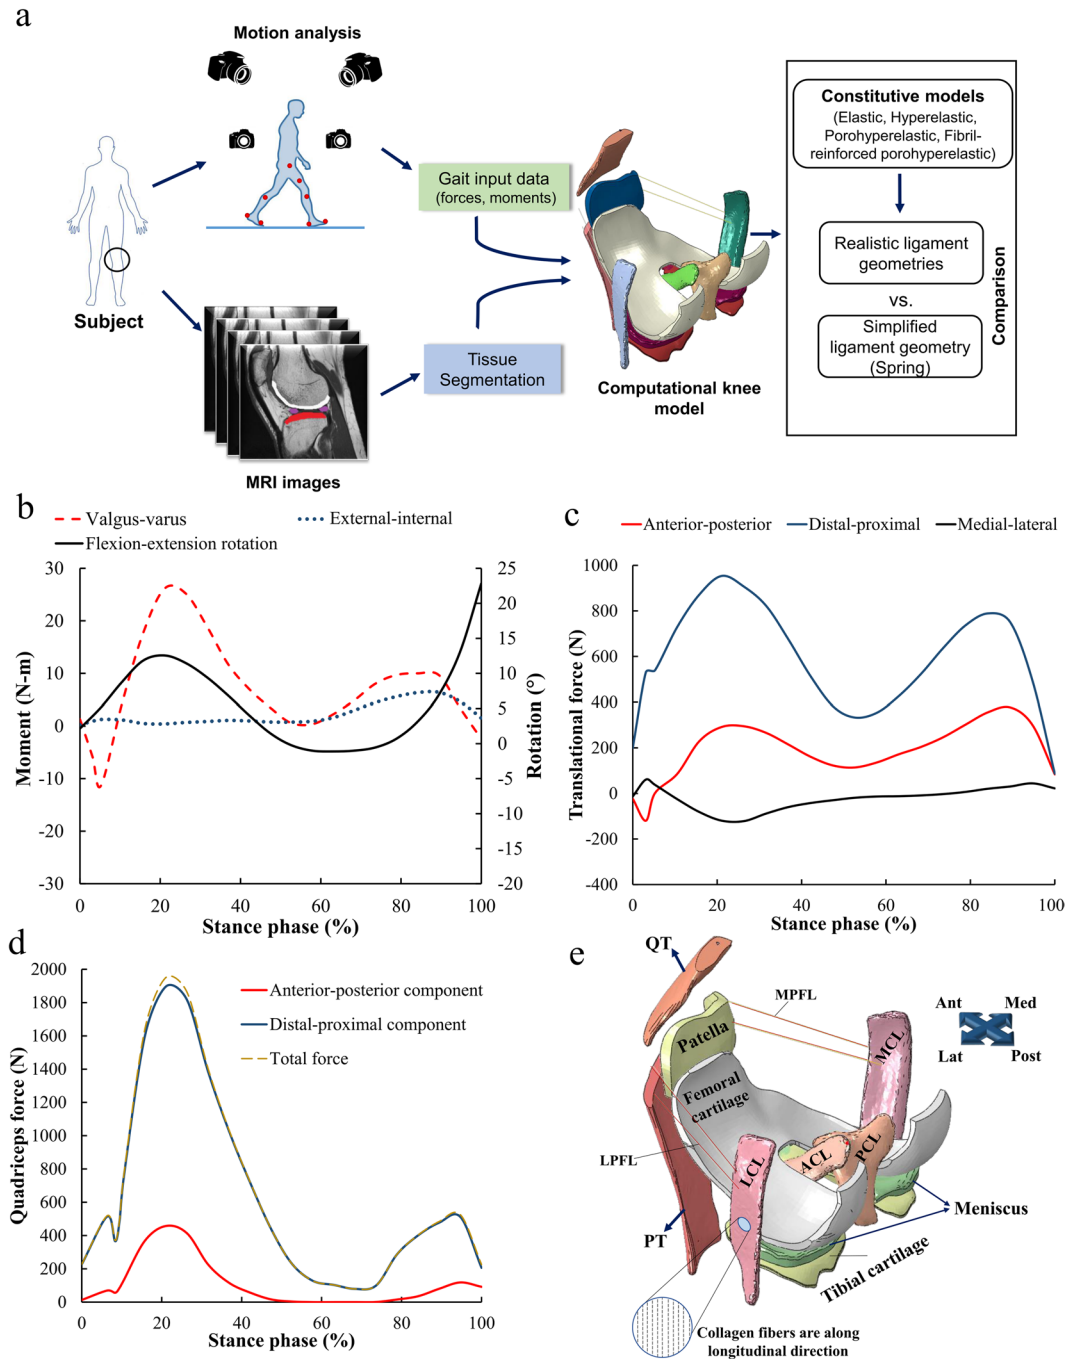 a
Motion analysis
Subject
MRI images
Gait input data
(forces, moments)
Tissue
Segmentation
Computational knee
model
Constitutive models
(Elastic, Hyperelastic,
Porohyperelastic, Fibril-
reinforced porohyperelastic)
Realistic ligament
geometries
vs.
Simplified
ligament geometry
(Spring)
Comparison
b
Valgus-varus
External-internal
Flexion-extension rotation
Moment (N-m)
30
20
10
0
-10
-20
-30
Rotation (°)
25
20
15
10
5
0
-5
-10
-15
-20
0 20 40 60 80 100
Stance phase (%)
c
Anterior-posterior
Distal-proximal
Medial-lateral
Translational force (N)
1000
800
600
400
200
0
-200
-400
0 20 40 60 80 100
Stance phase (%)
d
Anterior-posterior component
Distal-proximal component
Total force
Quadriceps force (N)
2000
1800
1600
1400
1200
1000
800
600
400
200
0
0 20 40 60 80 100
Stance phase (%)
e
QT
MPFL
Patella
MCL
Ant Med
Lat Post
Femoral
cartilage
LPFL
LCL
ACL
PCL
Meniscus
PT
Tibial cartilage
Collagen fibers are along
longitudinal direction